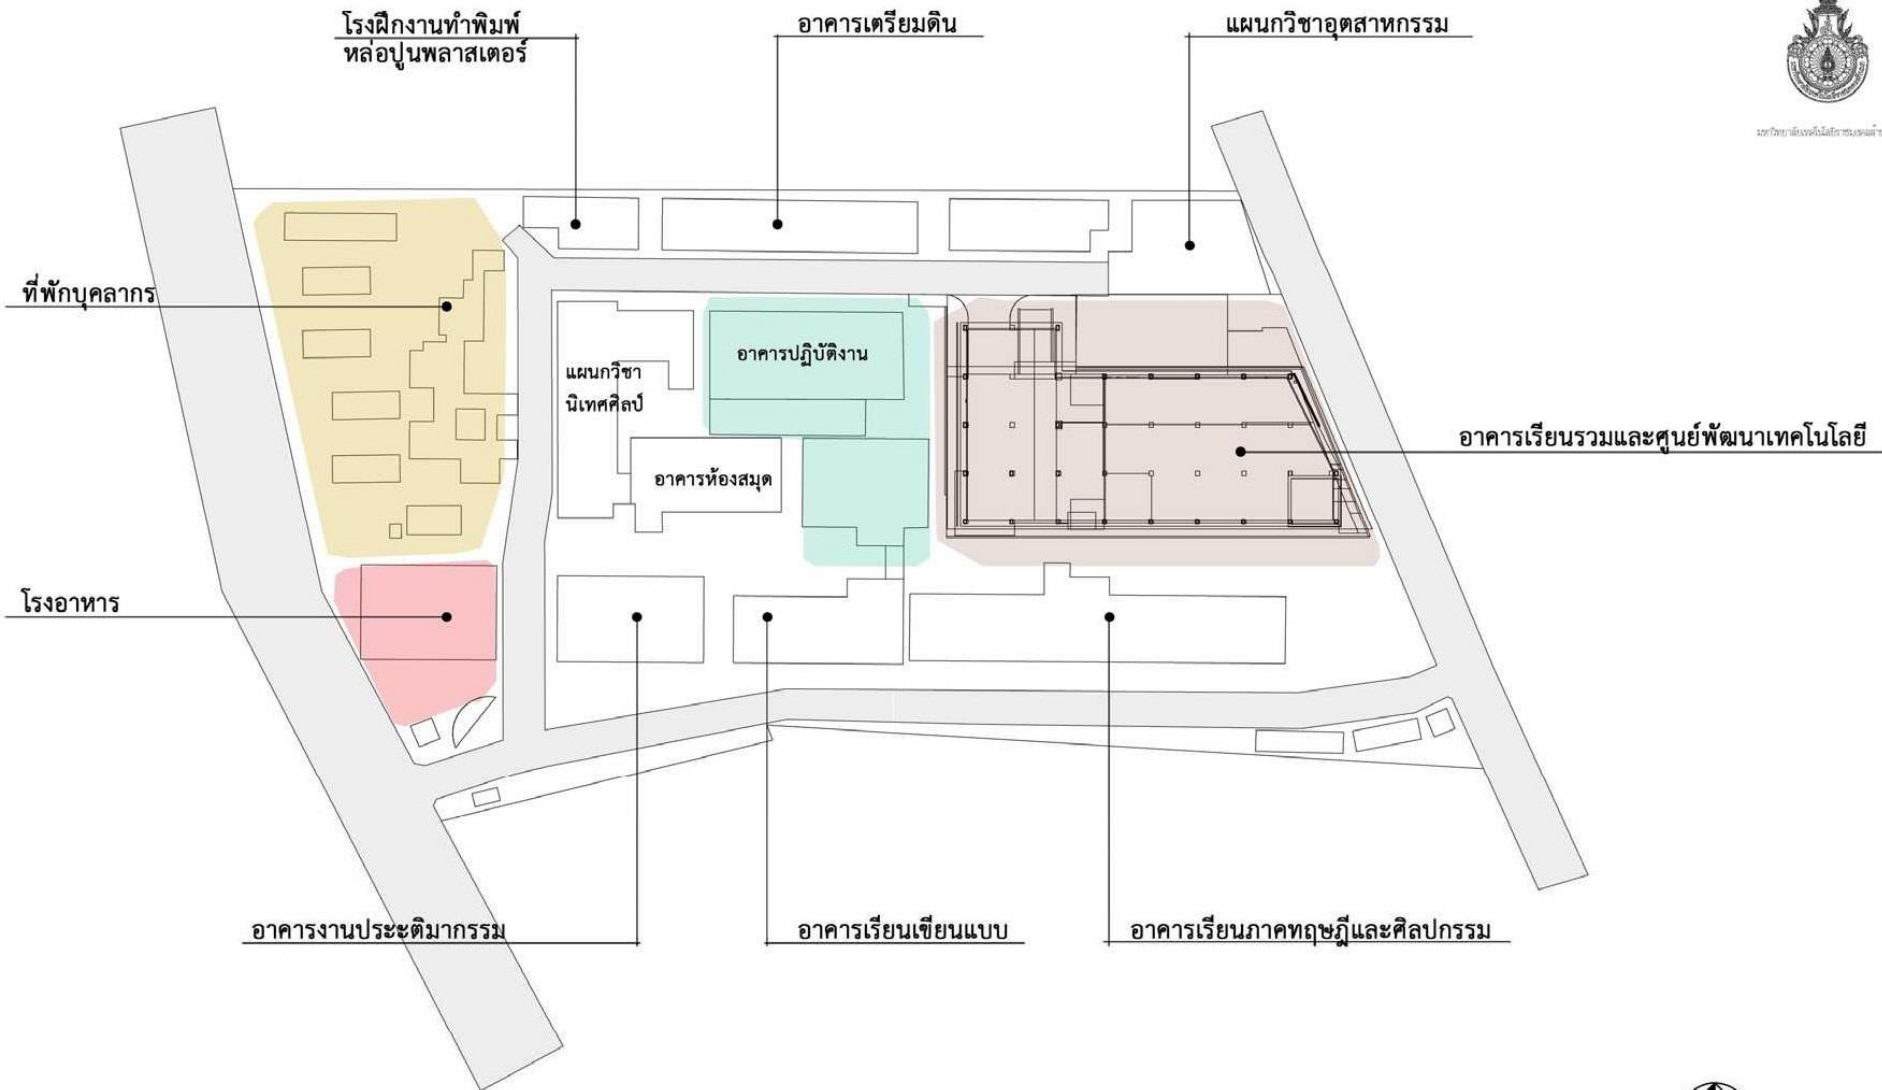 โรงฝึกงานทำพิมพ์
หล่อปูนพลาสเตอร์
อาคารเตรียมดิน
แผนกวิชาอุตสาหกรรม
ที่พักบุคลากร
อาคารปฏิบัติงาน
แผนกวิชา
นิเทศศิลป์
อาคารเรียนรวมและศูนย์พัฒนาเทคโนโลยี
อาคารห้องสมุด
โรงอาหาร
อาคารงานประะติมากรรม
อาคารเรียนเขียนแบบ
อาคารเรียนภาคทฤษฎีและศิลปกรรม